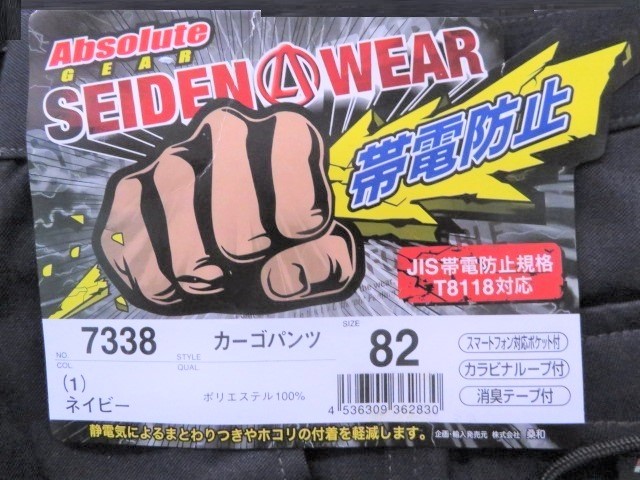 Absolute
GEAR
SEIDEN WEAR
帯電防止
JIS帯電防止規格
T8118対応
NO. 7338 STYLE カーゴパンツ SIZE 82
COL. (1) QUAL
ネイビー ポリエステル100%
4 536309 362830
スマートフォン対応ポケット付
カラビナループ付
消臭テープ付
静電気によるまとわりつきやホコリの付着を軽減します。 企画・輸入発売元 株式会社 桑和